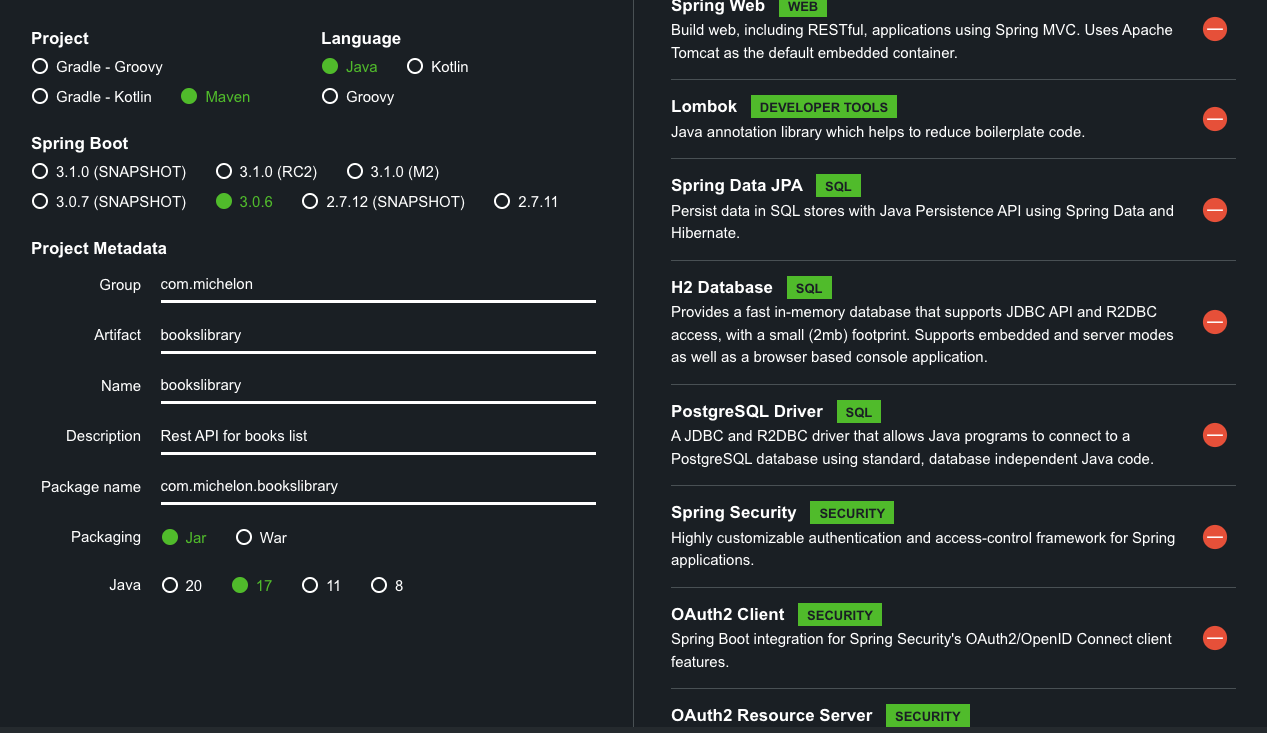 Project
Gradle - Groovy
Gradle - Kotlin Maven
Language
Java Kotlin
Groovy
Spring Boot
3.1.0 (SNAPSHOT) 3.1.0 (RC2) 3.1.0 (M2)
3.0.7 (SNAPSHOT) 3.0.6 2.7.12 (SNAPSHOT) 2.7.11
Project Metadata
Group com.michelon
Artifact bookslibrary
Name bookslibrary
Description Rest API for books list
Package name com.michelon.bookslibrary
Packaging Jar War
Java 20 17 11 8
Spring Web WEB
Build web, including RESTful, applications using Spring MVC. Uses Apache
Tomcat as the default embedded container.
Lombok DEVELOPER TOOLS
Java annotation library which helps to reduce boilerplate code.
Spring Data JPA SQL
Persist data in SQL stores with Java Persistence API using Spring Data and
Hibernate.
H2 Database SQL
Provides a fast in-memory database that supports JDBC API and R2DBC
access, with a small (2mb) footprint. Supports embedded and server modes
as well as a browser based console application.
PostgreSQL Driver SQL
A JDBC and R2DBC driver that allows Java programs to connect to a
PostgreSQL database using standard, database independent Java code.
Spring Security SECURITY
Highly customizable authentication and access-control framework for Spring
applications.
OAuth2 Client SECURITY
Spring Boot integration for Spring Security's OAuth2/OpenID Connect client
features.
OAuth2 Resource Server SECURITY